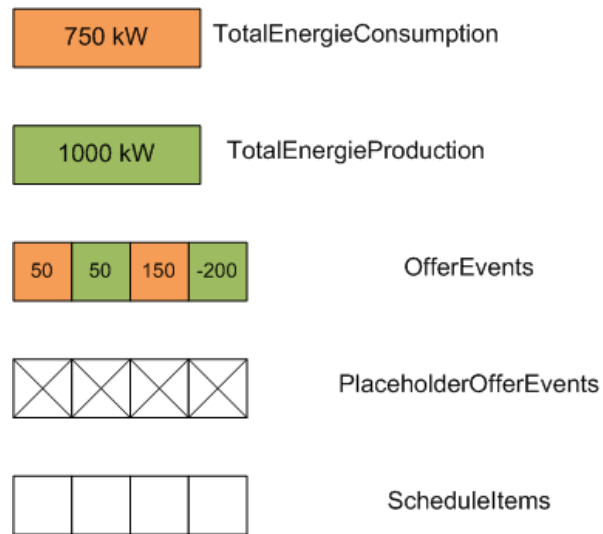 750 kW TotalEnergieConsumption
1000 kW TotalEnergieProduction
50 50 150 -200 OfferEvents
PlaceholderOfferEvents
ScheduleItems